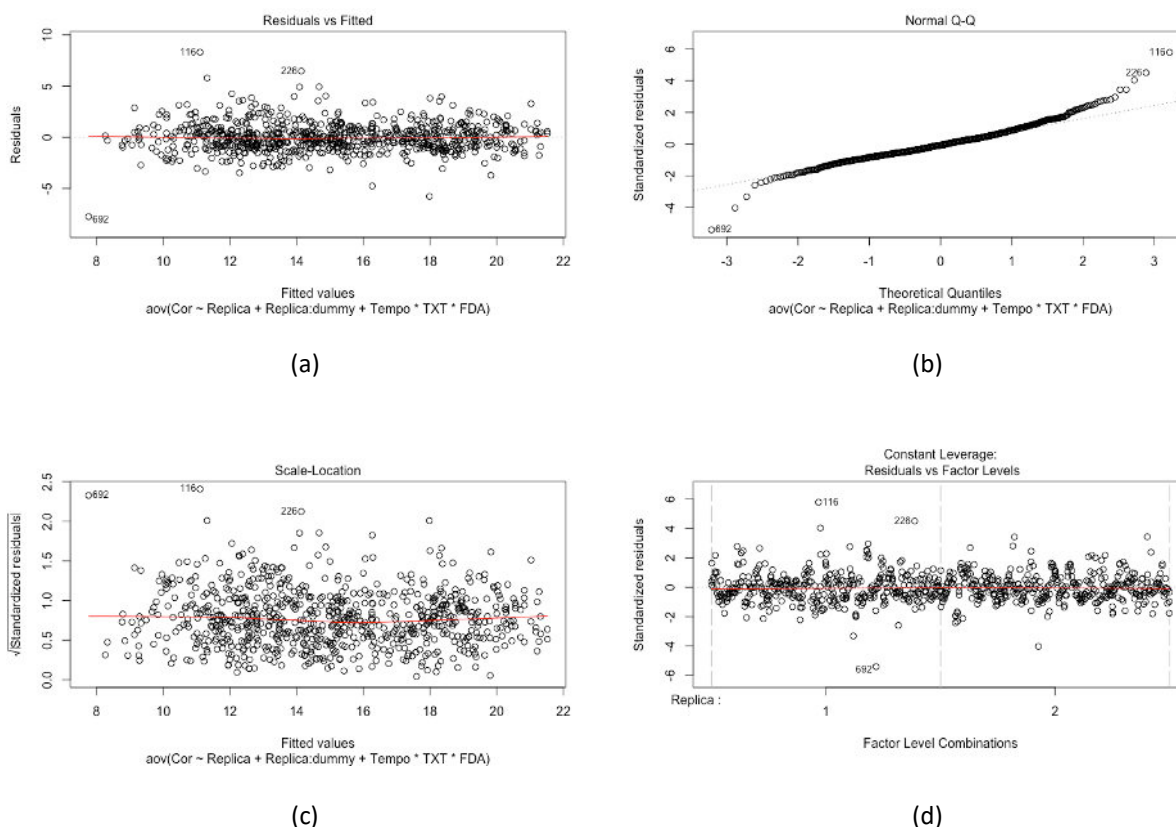 Residuals vs Fitted
Residuals
10
5
0
-5
116
226
692
8 10 12 14 16 18 20 22
Fitted values
aov(Cor ~ Replica + Replica:dummy + Tempo * TXT * FDA)
(a)
Normal Q-Q
Standardized residuals
6
4
2
0
-2
-4
116
226
692
-3 -2 -1 0 1 2 3
Theoretical Quantiles
aov(Cor ~ Replica + Replica:dummy + Tempo * TXT * FDA)
(b)
Scale-Location
√|Standardized residuals|
2.5
2.0
1.5
1.0
0.5
0.0
692
116
226
8 10 12 14 16 18 20 22
Fitted values
aov(Cor ~ Replica + Replica:dummy + Tempo * TXT * FDA)
(c)
Constant Leverage:
Residuals vs Factor Levels
Standardized residuals
6
4
2
0
-2
-4
-6
116
226
692
Replica :
1 2
Factor Level Combinations
(d)